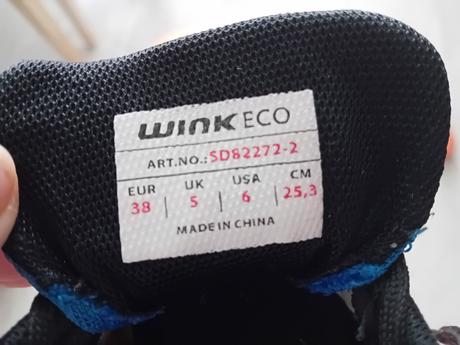 WINK ECO
ART.NO.: SD82272-2
EUR UK USA CM
38 5 6 25,3
MADE IN CHINA